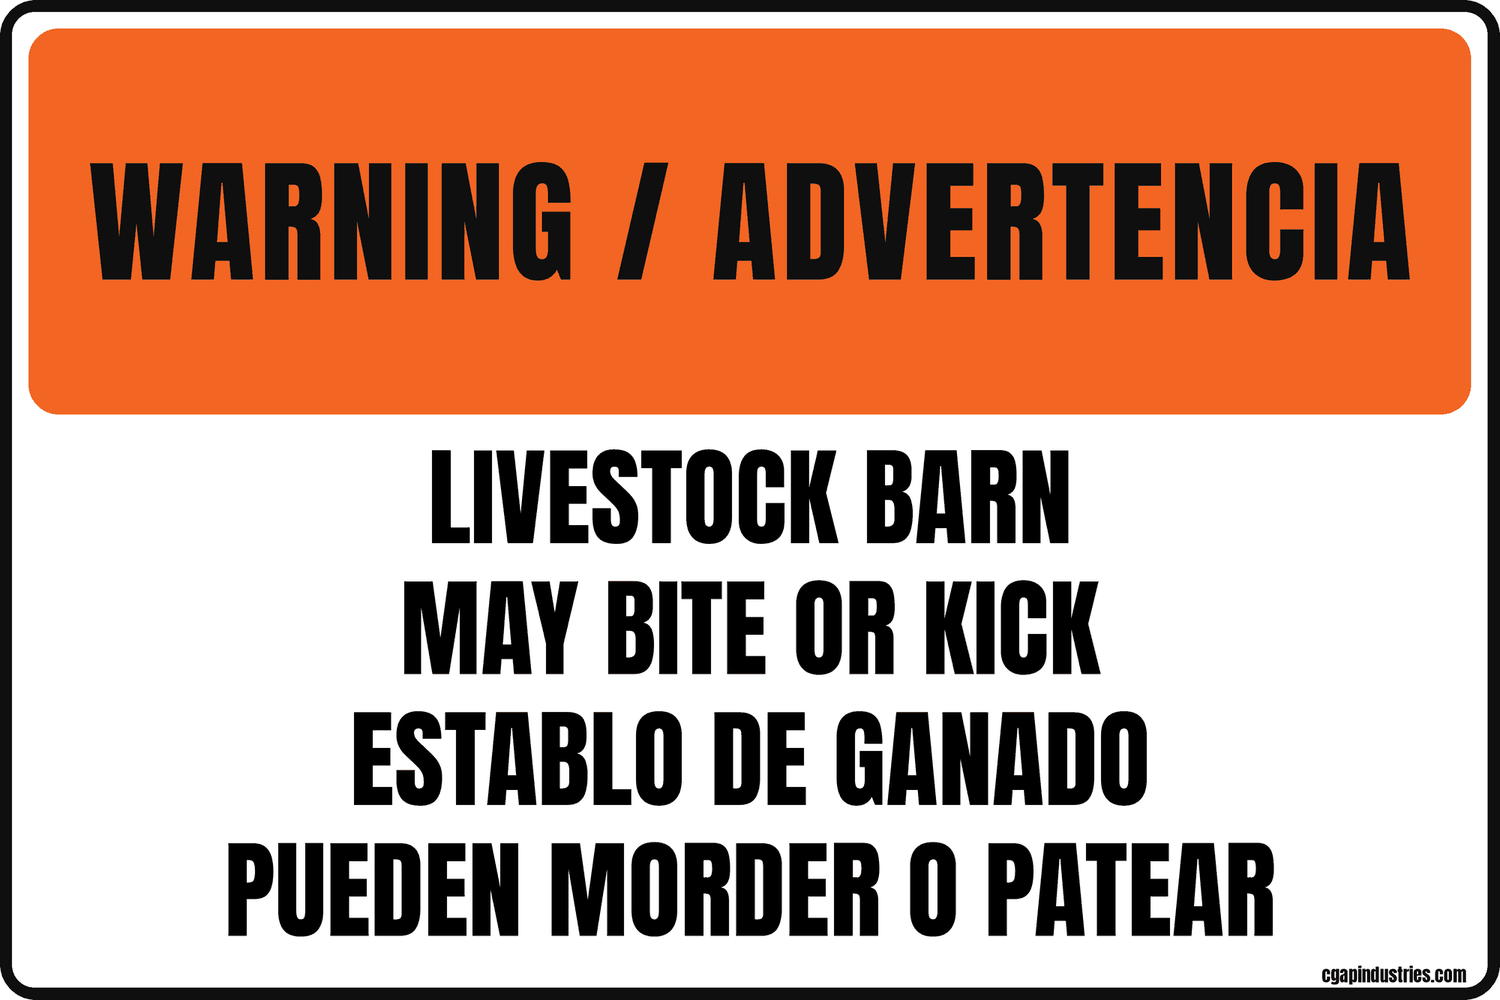 WARNING / ADVERTENCIA
LIVESTOCK BARN
MAY BITE OR KICK
ESTABLO DE GANADO
PUEDEN MORDER O PATEAR
cgapindustries.com